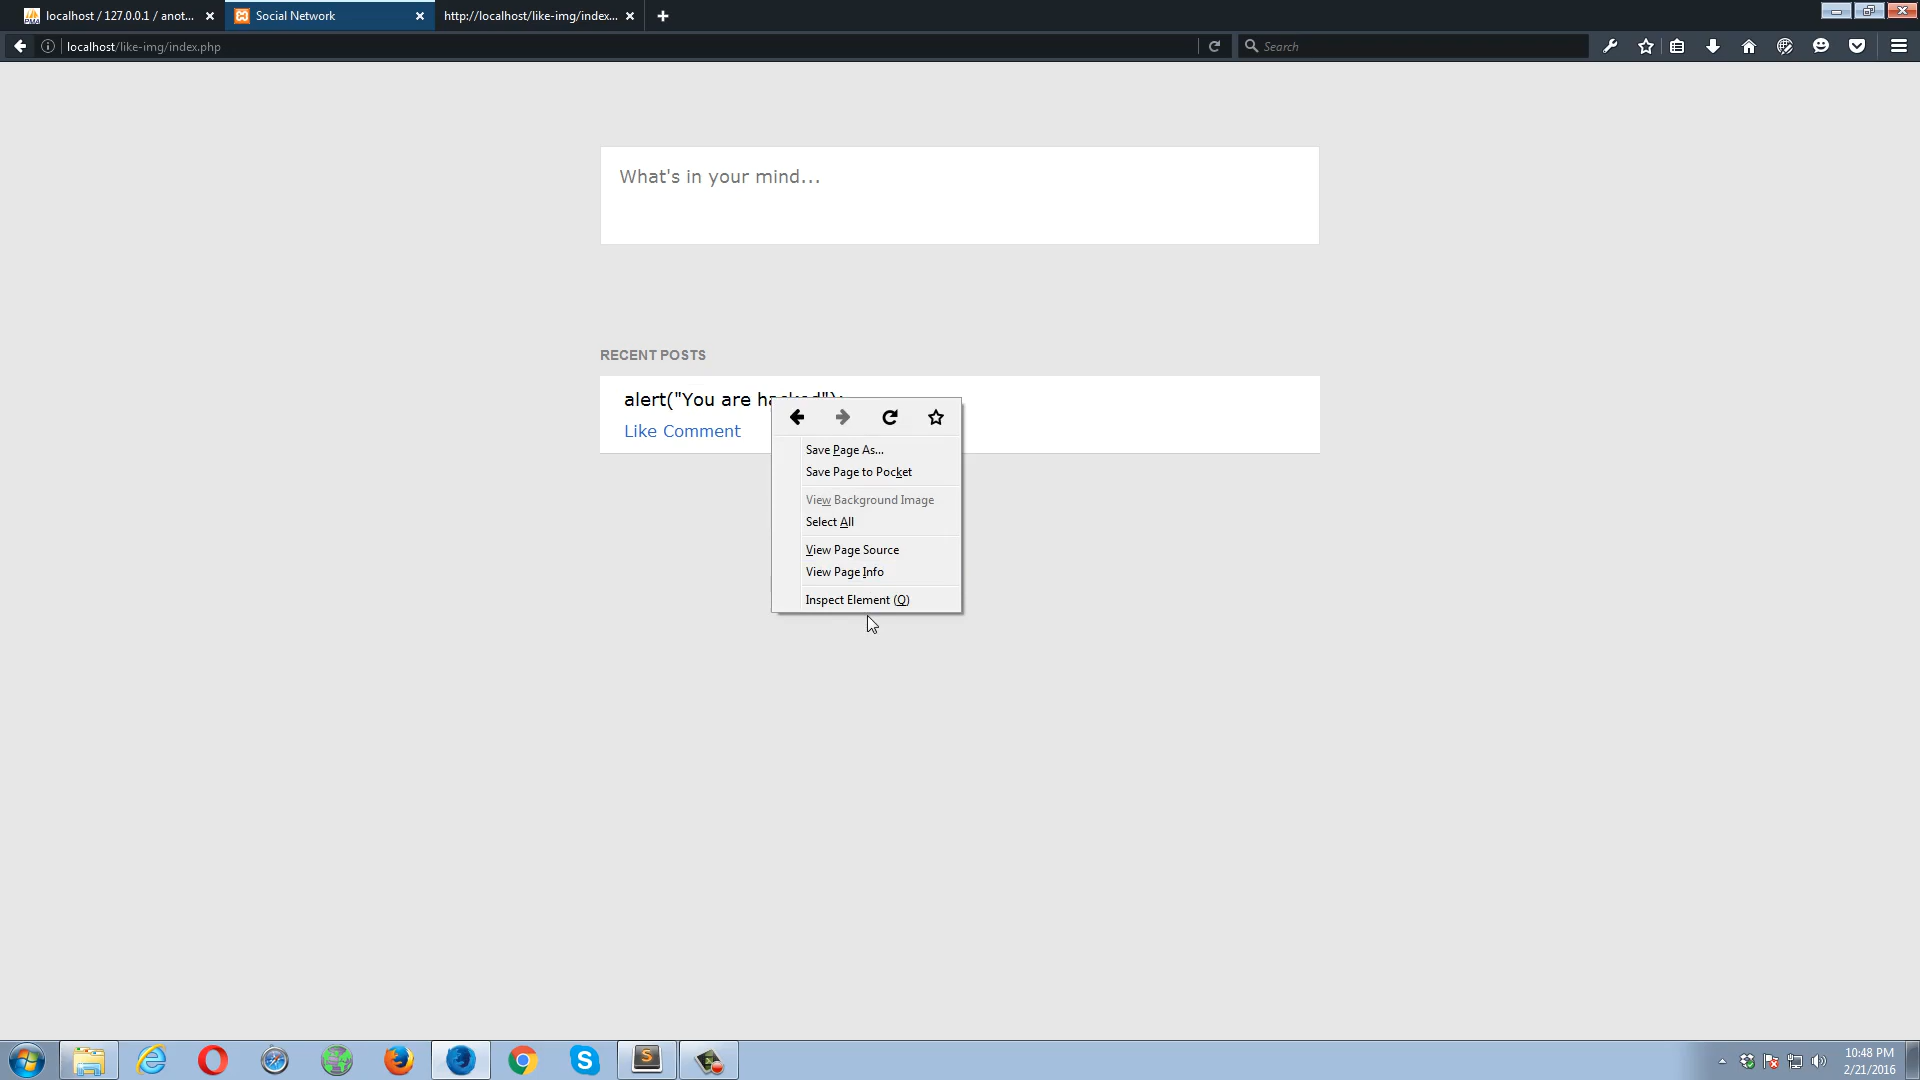 localhost / 127.0.0.1 / anot...
Social Network
http://localhost/like-img/index...
localhost/like-img/index.php
Search
What's in your mind...
RECENT POSTS
alert("You are hacked");
Like Comment
Save Page As...
Save Page to Pocket
View Background Image
Select All
View Page Source
View Page Info
Inspect Element (Q)
10:48 PM
2/21/2016